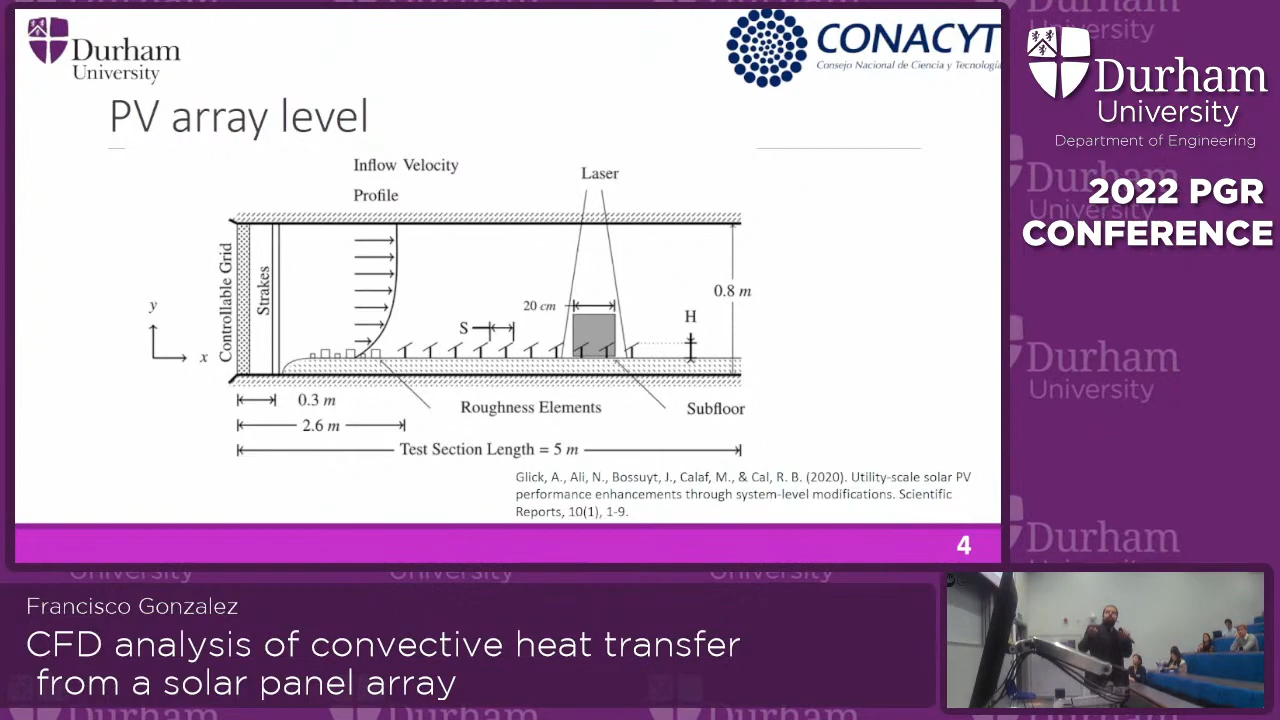 Durham
University
CONACYT
Consejo Nacional de Ciencia y Tecnología
PV array level
Inflow Velocity
Profile
Laser
Controllable Grid
Strakes
y
x
20 cm
S
H
0.8 m
0.3 m
2.6 m
Roughness Elements
Subfloor
Test Section Length = 5 m
Glick, A., Ali, N., Bossuyt, J., Calaf, M., & Cal, R. B. (2020). Utility-scale solar PV
performance enhancements through system-level modifications. Scientific
Reports, 10(1), 1-9.
4
Durham
University
Department of Engineering
2022 PGR
CONFERENCE
Durham
University
Durham
University
Durham
University
University
University
Francisco Gonzalez
CFD analysis of convective heat transfer
from a solar panel array